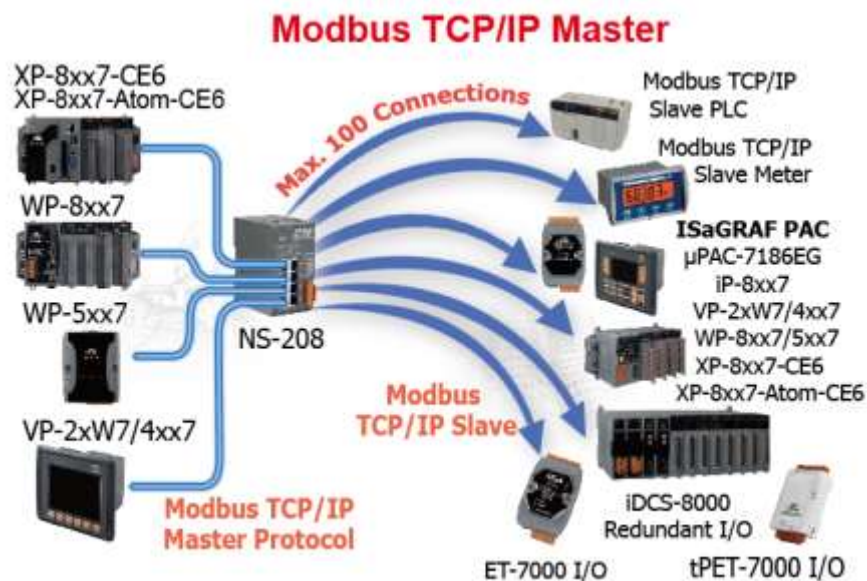 Modbus TCP/IP Master
XP-8xx7-CE6
XP-8xx7-Atom-CE6
WP-8xx7
WP-5xx7
VP-2xW7/4xx7
NS-208
Max. 100 Connections
Modbus TCP/IP
Master Protocol
Modbus
TCP/IP Slave
Modbus TCP/IP
Slave PLC
Modbus TCP/IP
Slave Meter
ISaGRAF PAC
µPAC-7186EG
iP-8xx7
VP-2xW7/4xx7
WP-8xx7/5xx7
XP-8xx7-CE6
XP-8xx7-Atom-CE6
iDCS-8000
Redundant I/O
ET-7000 I/O
tPET-7000 I/O